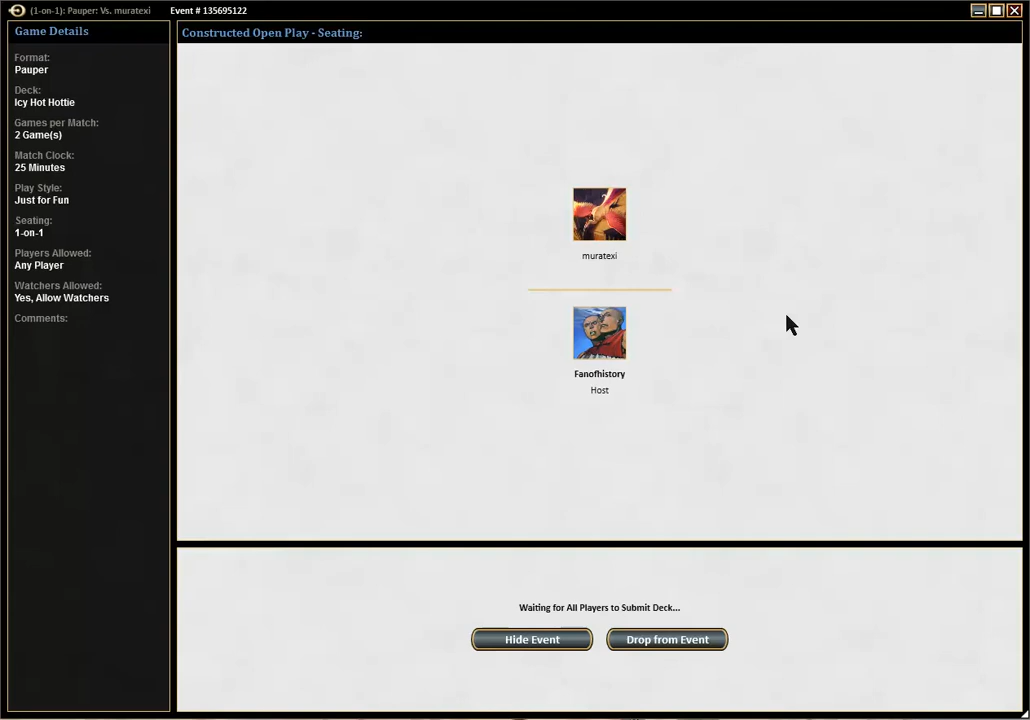 (1-on-1): Pauper: Vs. muratexi Event # 135695122
Game Details
Format:
Pauper
Deck:
Icy Hot Hottie
Games per Match:
2 Game(s)
Match Clock:
25 Minutes
Play Style:
Just for Fun
Seating:
1-on-1
Players Allowed:
Any Player
Watchers Allowed:
Yes, Allow Watchers
Comments:
Constructed Open Play - Seating:
muratexi
Fanofhistory
Host
Waiting for All Players to Submit Deck...
Hide Event
Drop from Event